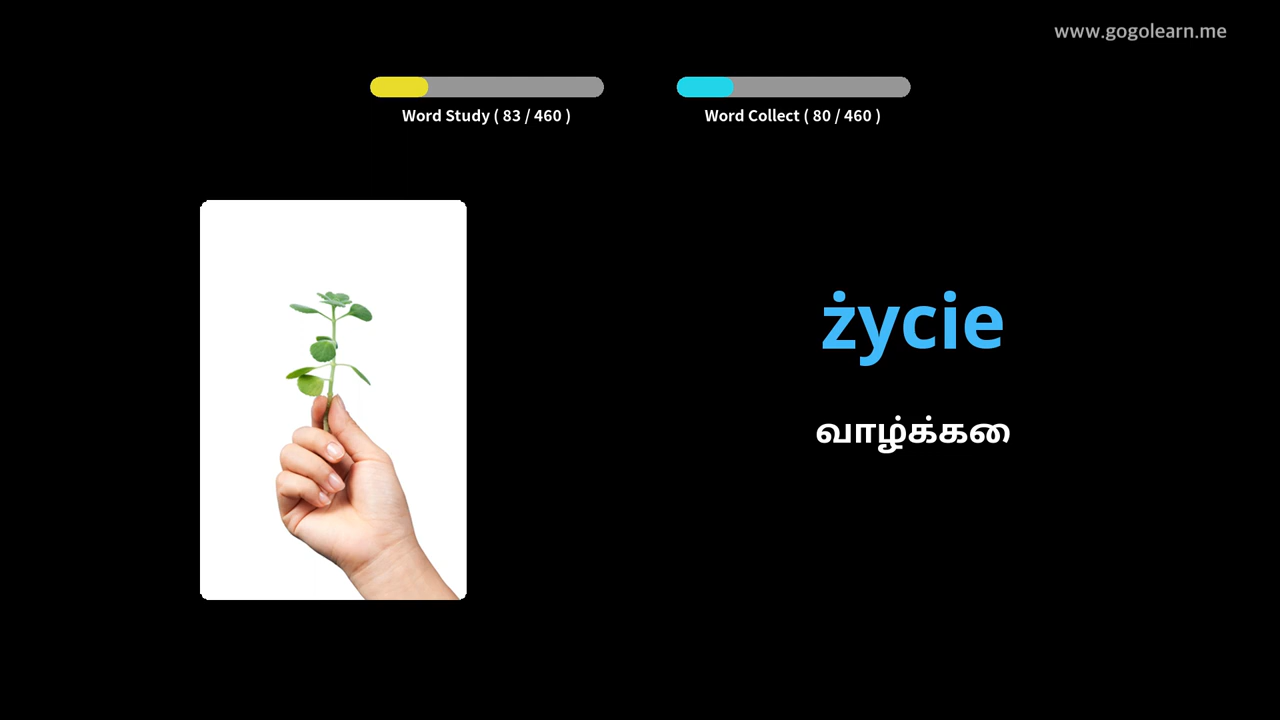 www.gogolearn.me
Word Study ( 83 / 460 )
Word Collect ( 80 / 460 )
życie
வாழ்க்கை